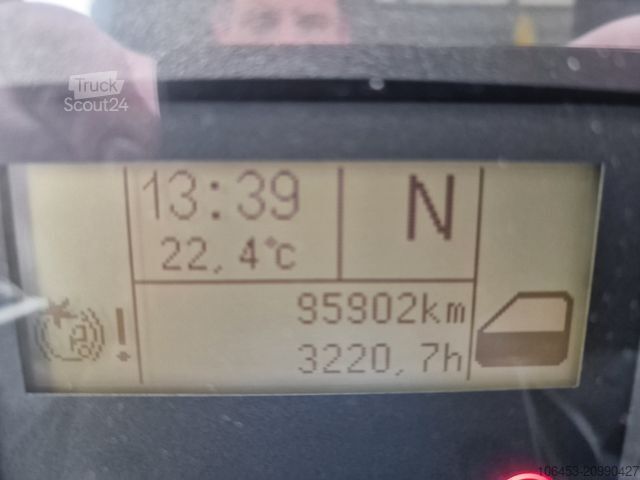 Truck
Scout24
13:39
N
22,4°C
95902km
3220,7h
P
!
106453-20990427